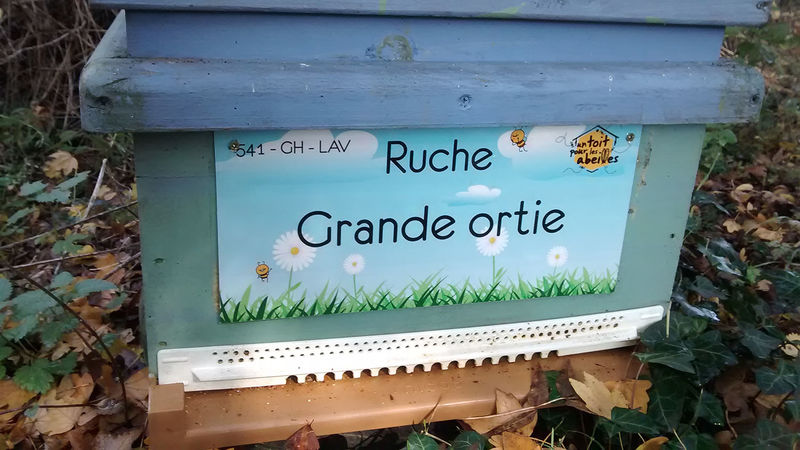 541 - GH - LAV
Ruche
Grande ortie
un toit
pour les
abeilles